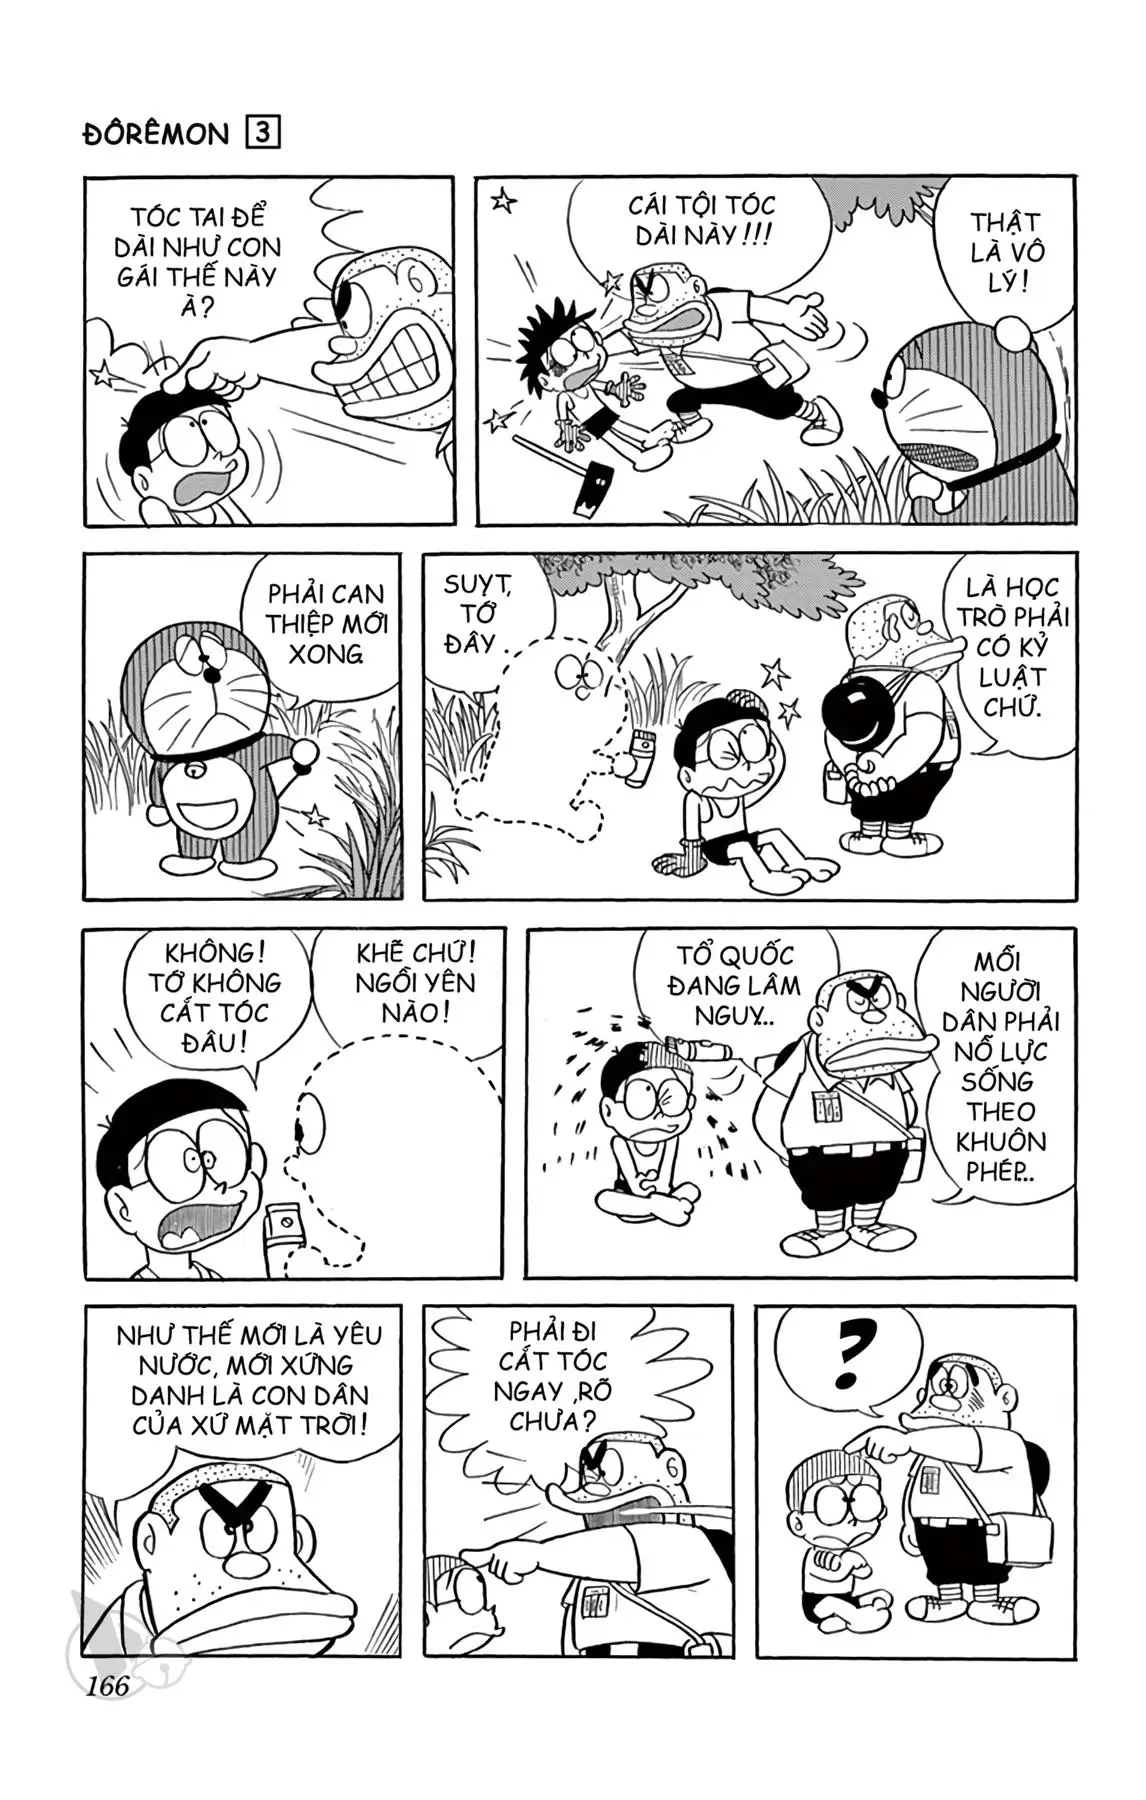 ĐÔRÊMON 3
TÓC TAI ĐỂ
DÀI NHƯ CON
GÁI THẾ NÀY
À?
CÁI TỘI TÓC
DÀI NÀY!!!
THẬT
LÀ VÔ
LÝ!
PHẢI CAN
THIỆP MỚI
XONG.
SUỴT,
TỚ
ĐÂY.
LÀ HỌC
TRÒ PHẢI
CÓ KỶ
LUẬT
CHỨ.
KHÔNG!
TỚ KHÔNG
CẮT TÓC
ĐÂU!
KHẼ CHỨ!
NGỒI YÊN
NÀO!
TỔ QUỐC
ĐANG LÂM
NGUY...
MỖI
NGƯỜI
DÂN PHẢI
NỖ LỰC
SỐNG
THEO
KHUÔN
PHÉP...
NHƯ THẾ MỚI LÀ YÊU
NƯỚC, MỚI XỨNG
DANH LÀ CON DÂN
CỦA XỨ MẶT TRỜI!
PHẢI ĐI
CẮT TÓC
NGAY ,RÕ
CHƯA?
?
166